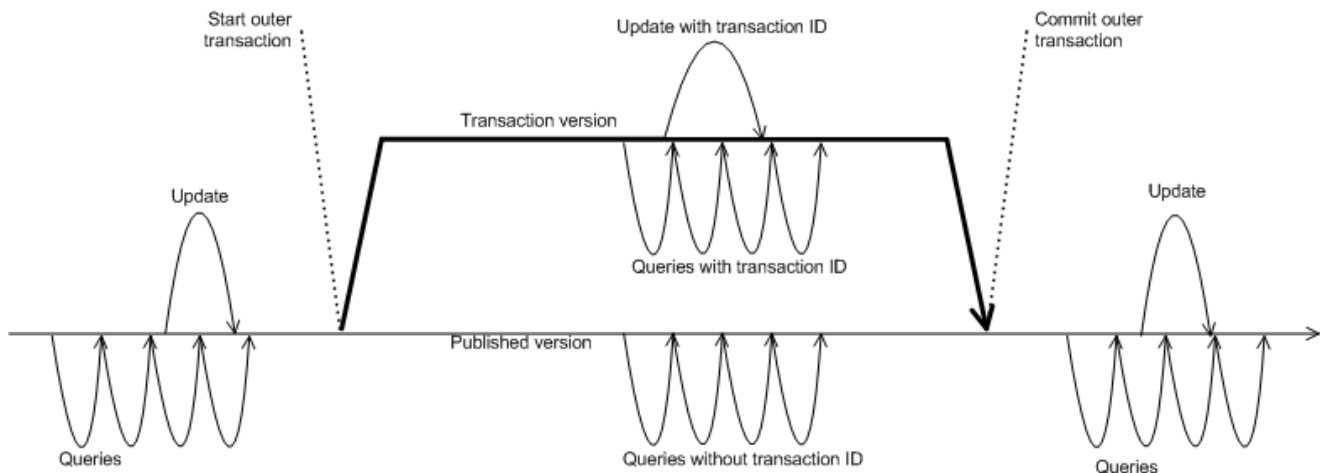 Start outer
transaction
Update with transaction ID
Commit outer
transaction
Transaction version
Update
Update
Queries with transaction ID
Published version
Queries
Queries without transaction ID
Queries